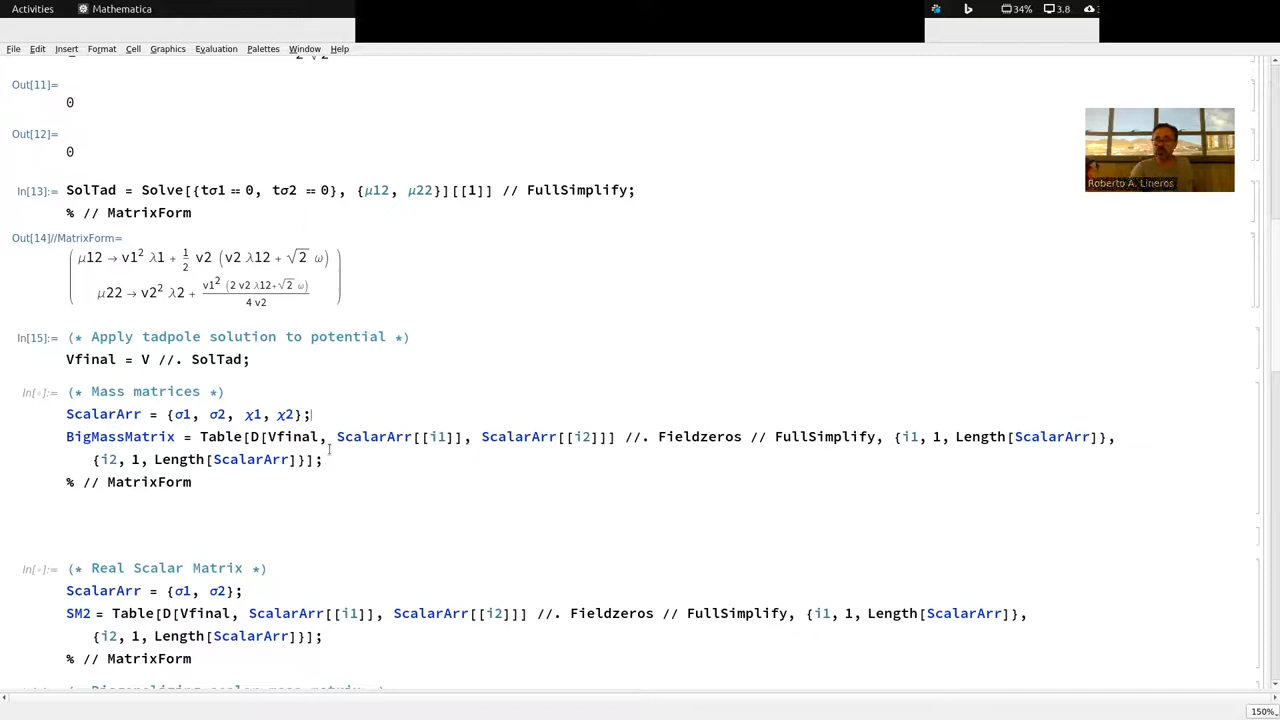 Activities Mathematica 34% 3.8
File Edit Insert Format Cell Graphics Evaluation Palettes Window Help
Out[11]=
0
Out[12]=
0
In[13]:= SolTad = Solve[{tσ1 == 0, tσ2 == 0}, {μ12, μ22}][[1]] // FullSimplify;
% // MatrixForm
Out[14]//MatrixForm=
μ12 → v1² λ1 + 1/2 v2 (v2 λ12 + √2 ω)
μ22 → v2² λ2 + v1² (2 v2 λ12+√2 ω) / 4 v2
In[15]:= (* Apply tadpole solution to potential *)
Vfinal = V //. SolTad;
In[•]:= (* Mass matrices *)
ScalarArr = {σ1, σ2, χ1, χ2};
BigMassMatrix = Table[D[Vfinal, ScalarArr[[i1]], ScalarArr[[i2]]] //. Fieldzeros // FullSimplify, {i1, 1, Length[ScalarArr]},
{i2, 1, Length[ScalarArr]}];
% // MatrixForm
In[•]:= (* Real Scalar Matrix *)
ScalarArr = {σ1, σ2};
SM2 = Table[D[Vfinal, ScalarArr[[i1]], ScalarArr[[i2]]] //. Fieldzeros // FullSimplify, {i1, 1, Length[ScalarArr]},
{i2, 1, Length[ScalarArr]}];
% // MatrixForm
Roberto A. Lineros
150%